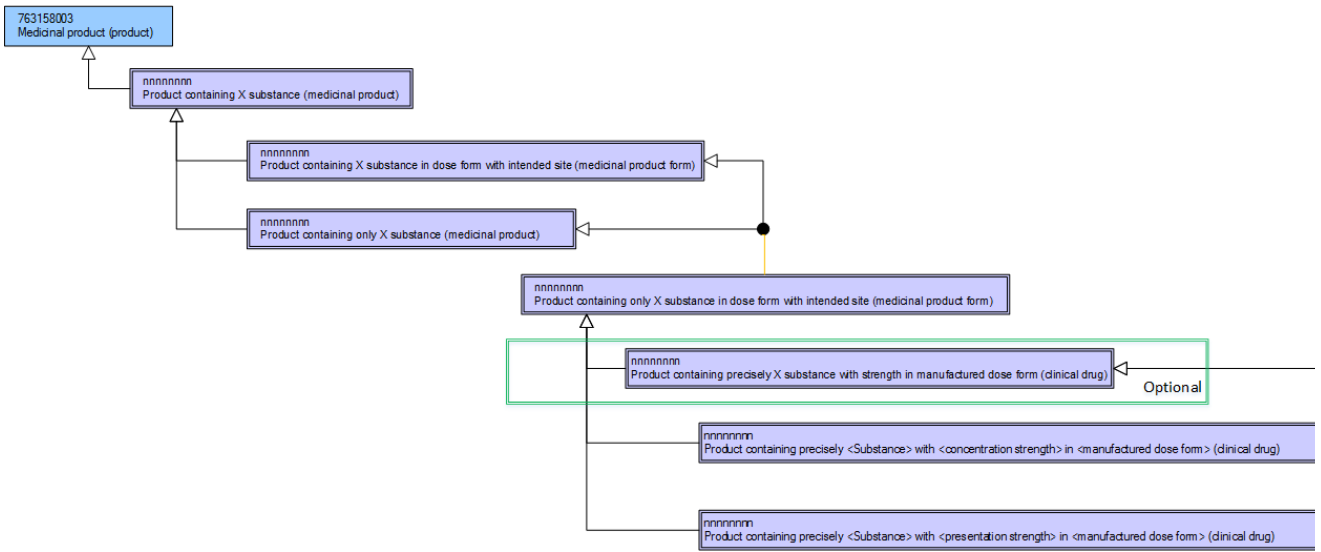 763158003
Medicinal product (product)
nnnnnnnn
Product containing X substance (medicinal product)
nnnnnnnn
Product containing X substance in dose form with intended site (medicinal product form)
nnnnnnnn
Product containing only X substance (medicinal product)
nnnnnnnn
Product containing only X substance in dose form with intended site (medicinal product form)
nnnnnnnn
Product containing precisely X substance with strength in manufactured dose form (clinical drug)
Optional
nnnnnnnn
Product containing precisely <Substance> with <concentration strength> in <manufactured dose form> (clinical drug)
nnnnnnnn
Product containing precisely <Substance> with <presentation strength> in <manufactured dose form> (clinical drug)